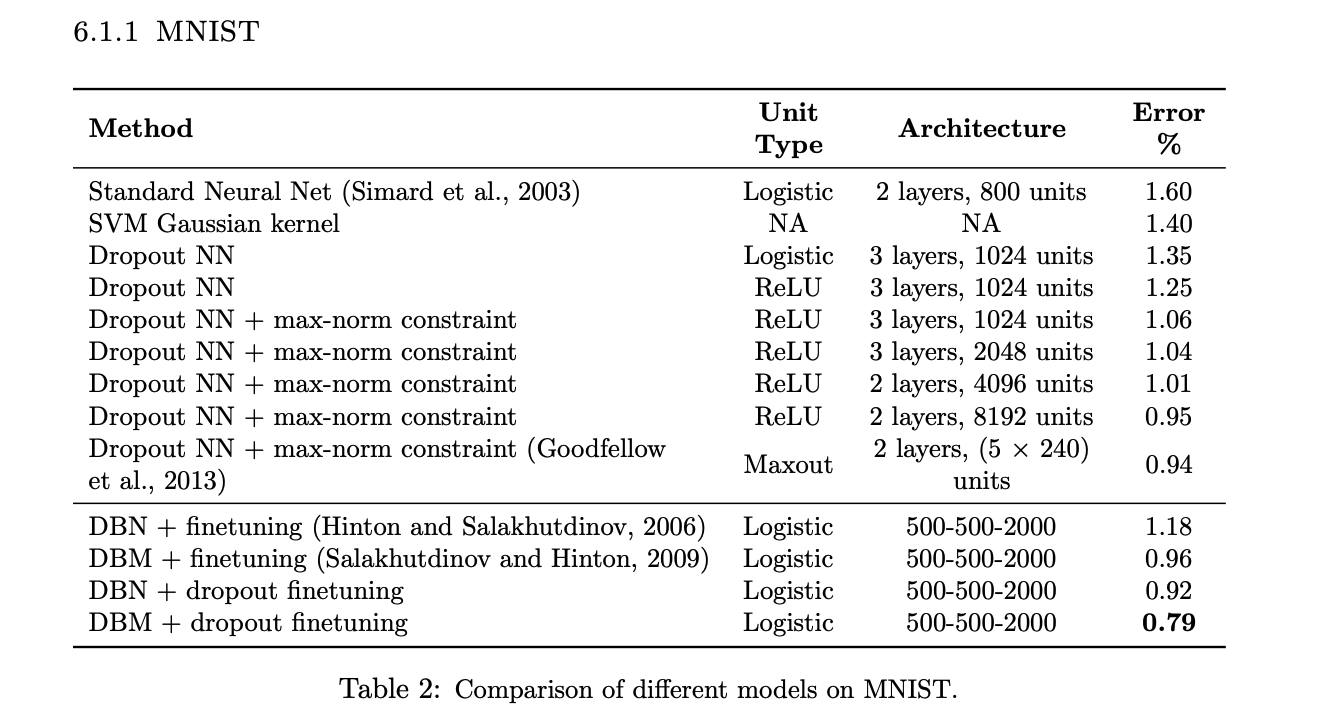 6.1.1 MNIST
Method Unit Type Architecture Error %
Standard Neural Net (Simard et al., 2003) Logistic 2 layers, 800 units 1.60
SVM Gaussian kernel NA NA 1.40
Dropout NN Logistic 3 layers, 1024 units 1.35
Dropout NN ReLU 3 layers, 1024 units 1.25
Dropout NN + max-norm constraint ReLU 3 layers, 1024 units 1.06
Dropout NN + max-norm constraint ReLU 3 layers, 2048 units 1.04
Dropout NN + max-norm constraint ReLU 2 layers, 4096 units 1.01
Dropout NN + max-norm constraint ReLU 2 layers, 8192 units 0.95
Dropout NN + max-norm constraint (Goodfellow et al., 2013) Maxout 2 layers, (5 × 240) units 0.94
DBN + finetuning (Hinton and Salakhutdinov, 2006) Logistic 500-500-2000 1.18
DBM + finetuning (Salakhutdinov and Hinton, 2009) Logistic 500-500-2000 0.96
DBN + dropout finetuning Logistic 500-500-2000 0.92
DBM + dropout finetuning Logistic 500-500-2000 0.79
Table 2: Comparison of different models on MNIST.